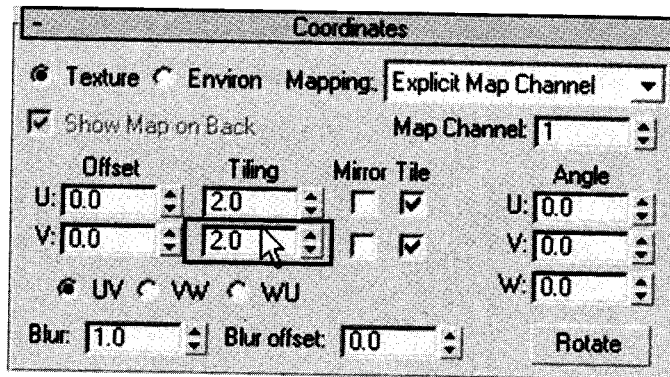 - Coordinates
Texture Environ Mapping: Explicit Map Channel
Show Map on Back Map Channel: 1
Offset Tiling Mirror Tile Angle
U: 0.0 2.0 U: 0.0
V: 0.0 2.0 V: 0.0
UV VW WU W: 0.0
Blur: 1.0 Blur offset: 0.0 Rotate